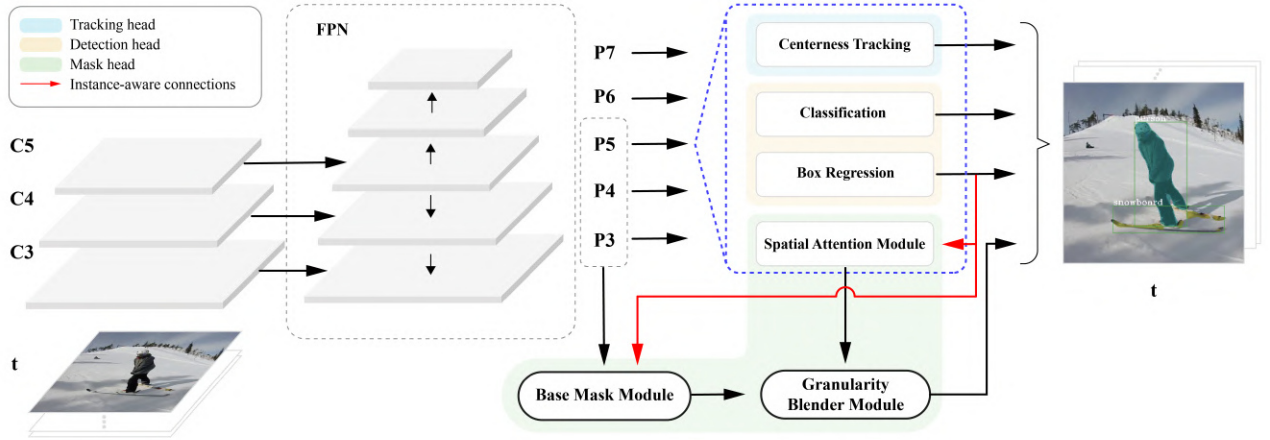 Tracking head
Detection head
Mask head
Instance-aware connections
FPN
C5
C4
C3
t
P7
P6
P5
P4
P3
Centerness Tracking
Classification
Box Regression
Spatial Attention Module
Base Mask Module
Granularity
Blender Module
snowboard
t